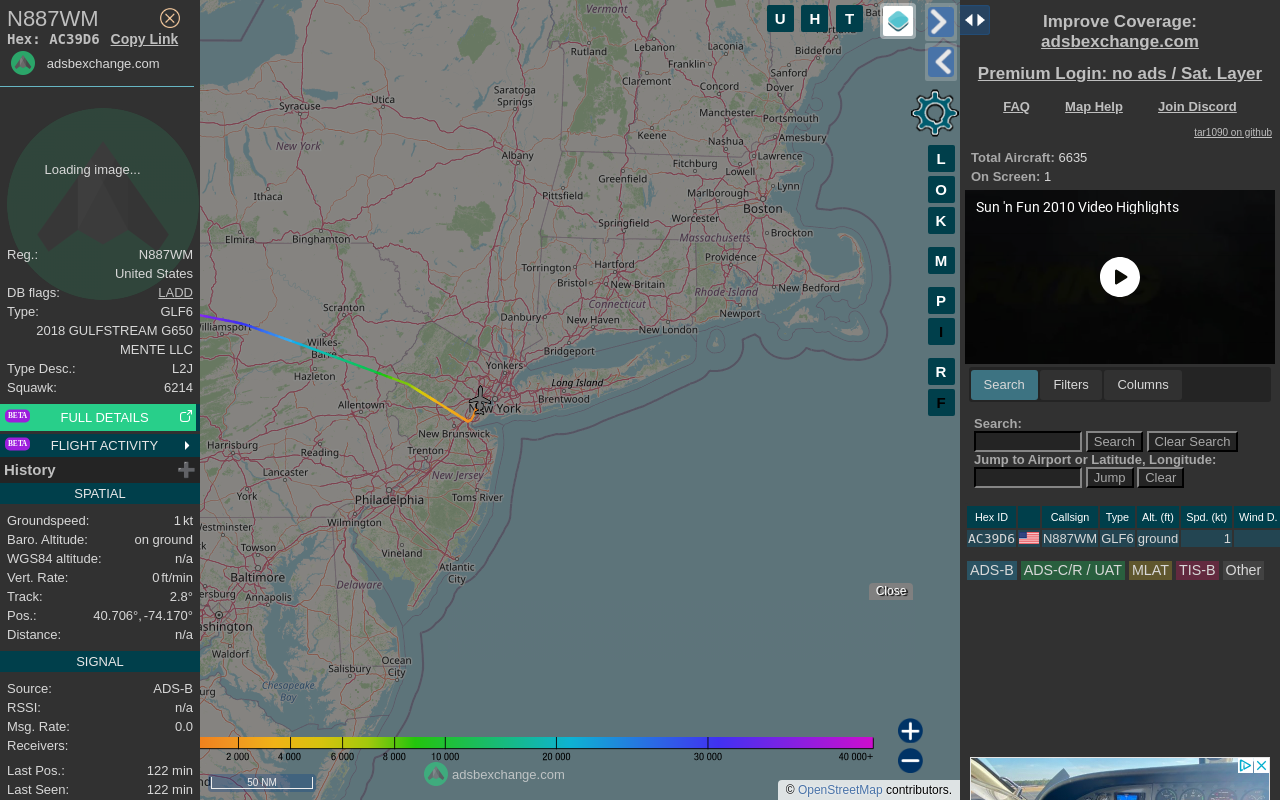 N887WM
Hex: AC39D6 Copy Link
adsbexchange.com
Loading image...
Reg.: N887WM
United States
DB flags: LADD
Type: GLF6
2018 GULFSTREAM G650
MENTE LLC
Type Desc.: L2J
Squawk: 6214
BETA FULL DETAILS
BETA FLIGHT ACTIVITY
History
SPATIAL
Groundspeed: 1 kt
Baro. Altitude: on ground
WGS84 altitude: n/a
Vert. Rate: 0 ft/min
Track: 2.8°
Pos.: 40.706°, -74.170°
Distance: n/a
SIGNAL
Source: ADS-B
RSSI: n/a
Msg. Rate: 0.0
Receivers:
Last Pos.: 122 min
Last Seen: 122 min
U H T
L
O
K
M
P
I
R
F
Vermont
Rutland
Lebanon
Laconia
Biddeford
Franklin
Sanford
Claremont
Dover
Concord
Saratoga
Springs
Utica
Syracuse
Manchester
Portsmouth
Keene
Nashua
Amesbury
New York
Albany
Fitchburg
Lawrence
Lowell
Greenfield
Lynn
Ithaca
Pittsfield
Marlborough
Boston
Worcester
Springfield
Brockton
Elmira
Binghamton
Massachusetts
Providence
Torrington
Hartford
Bristol
New Britain
New Bedford
Rhode Island
Scranton
Connecticut
Newport
Danbury
New Haven
New London
Williamsport
Wilkes-
Barre
Bridgeport
Hazleton
Yonkers
Long Island
Brentwood
Allentown
New York
New Brunswick
Harrisburg
Reading
Trenton
Lancaster
New Jersey
York
Philadelphia
Toms River
Wilmington
Westminster
Towson
Vineland
Atlantic
City
Baltimore
Delaware
Annapolis
Washington
Waldorf
Salisbury
Ocean
City
Chesapeake
Bay
Close
2 000 4 000 6 000 8 000 10 000 20 000 30 000 40 000+
adsbexchange.com
50 NM
© OpenStreetMap contributors.
Improve Coverage:
adsbexchange.com
Premium Login: no ads / Sat. Layer
FAQ Map Help Join Discord
tar1090 on github
Total Aircraft: 6635
On Screen: 1
Sun 'n Fun 2010 Video Highlights
Search Filters Columns
Search:
Search Clear Search
Jump to Airport or Latitude, Longitude:
Jump Clear
Hex ID Callsign Type Alt. (ft) Spd. (kt) Wind D.
AC39D6 N887WM GLF6 ground 1
ADS-B ADS-C/R / UAT MLAT TIS-B Other